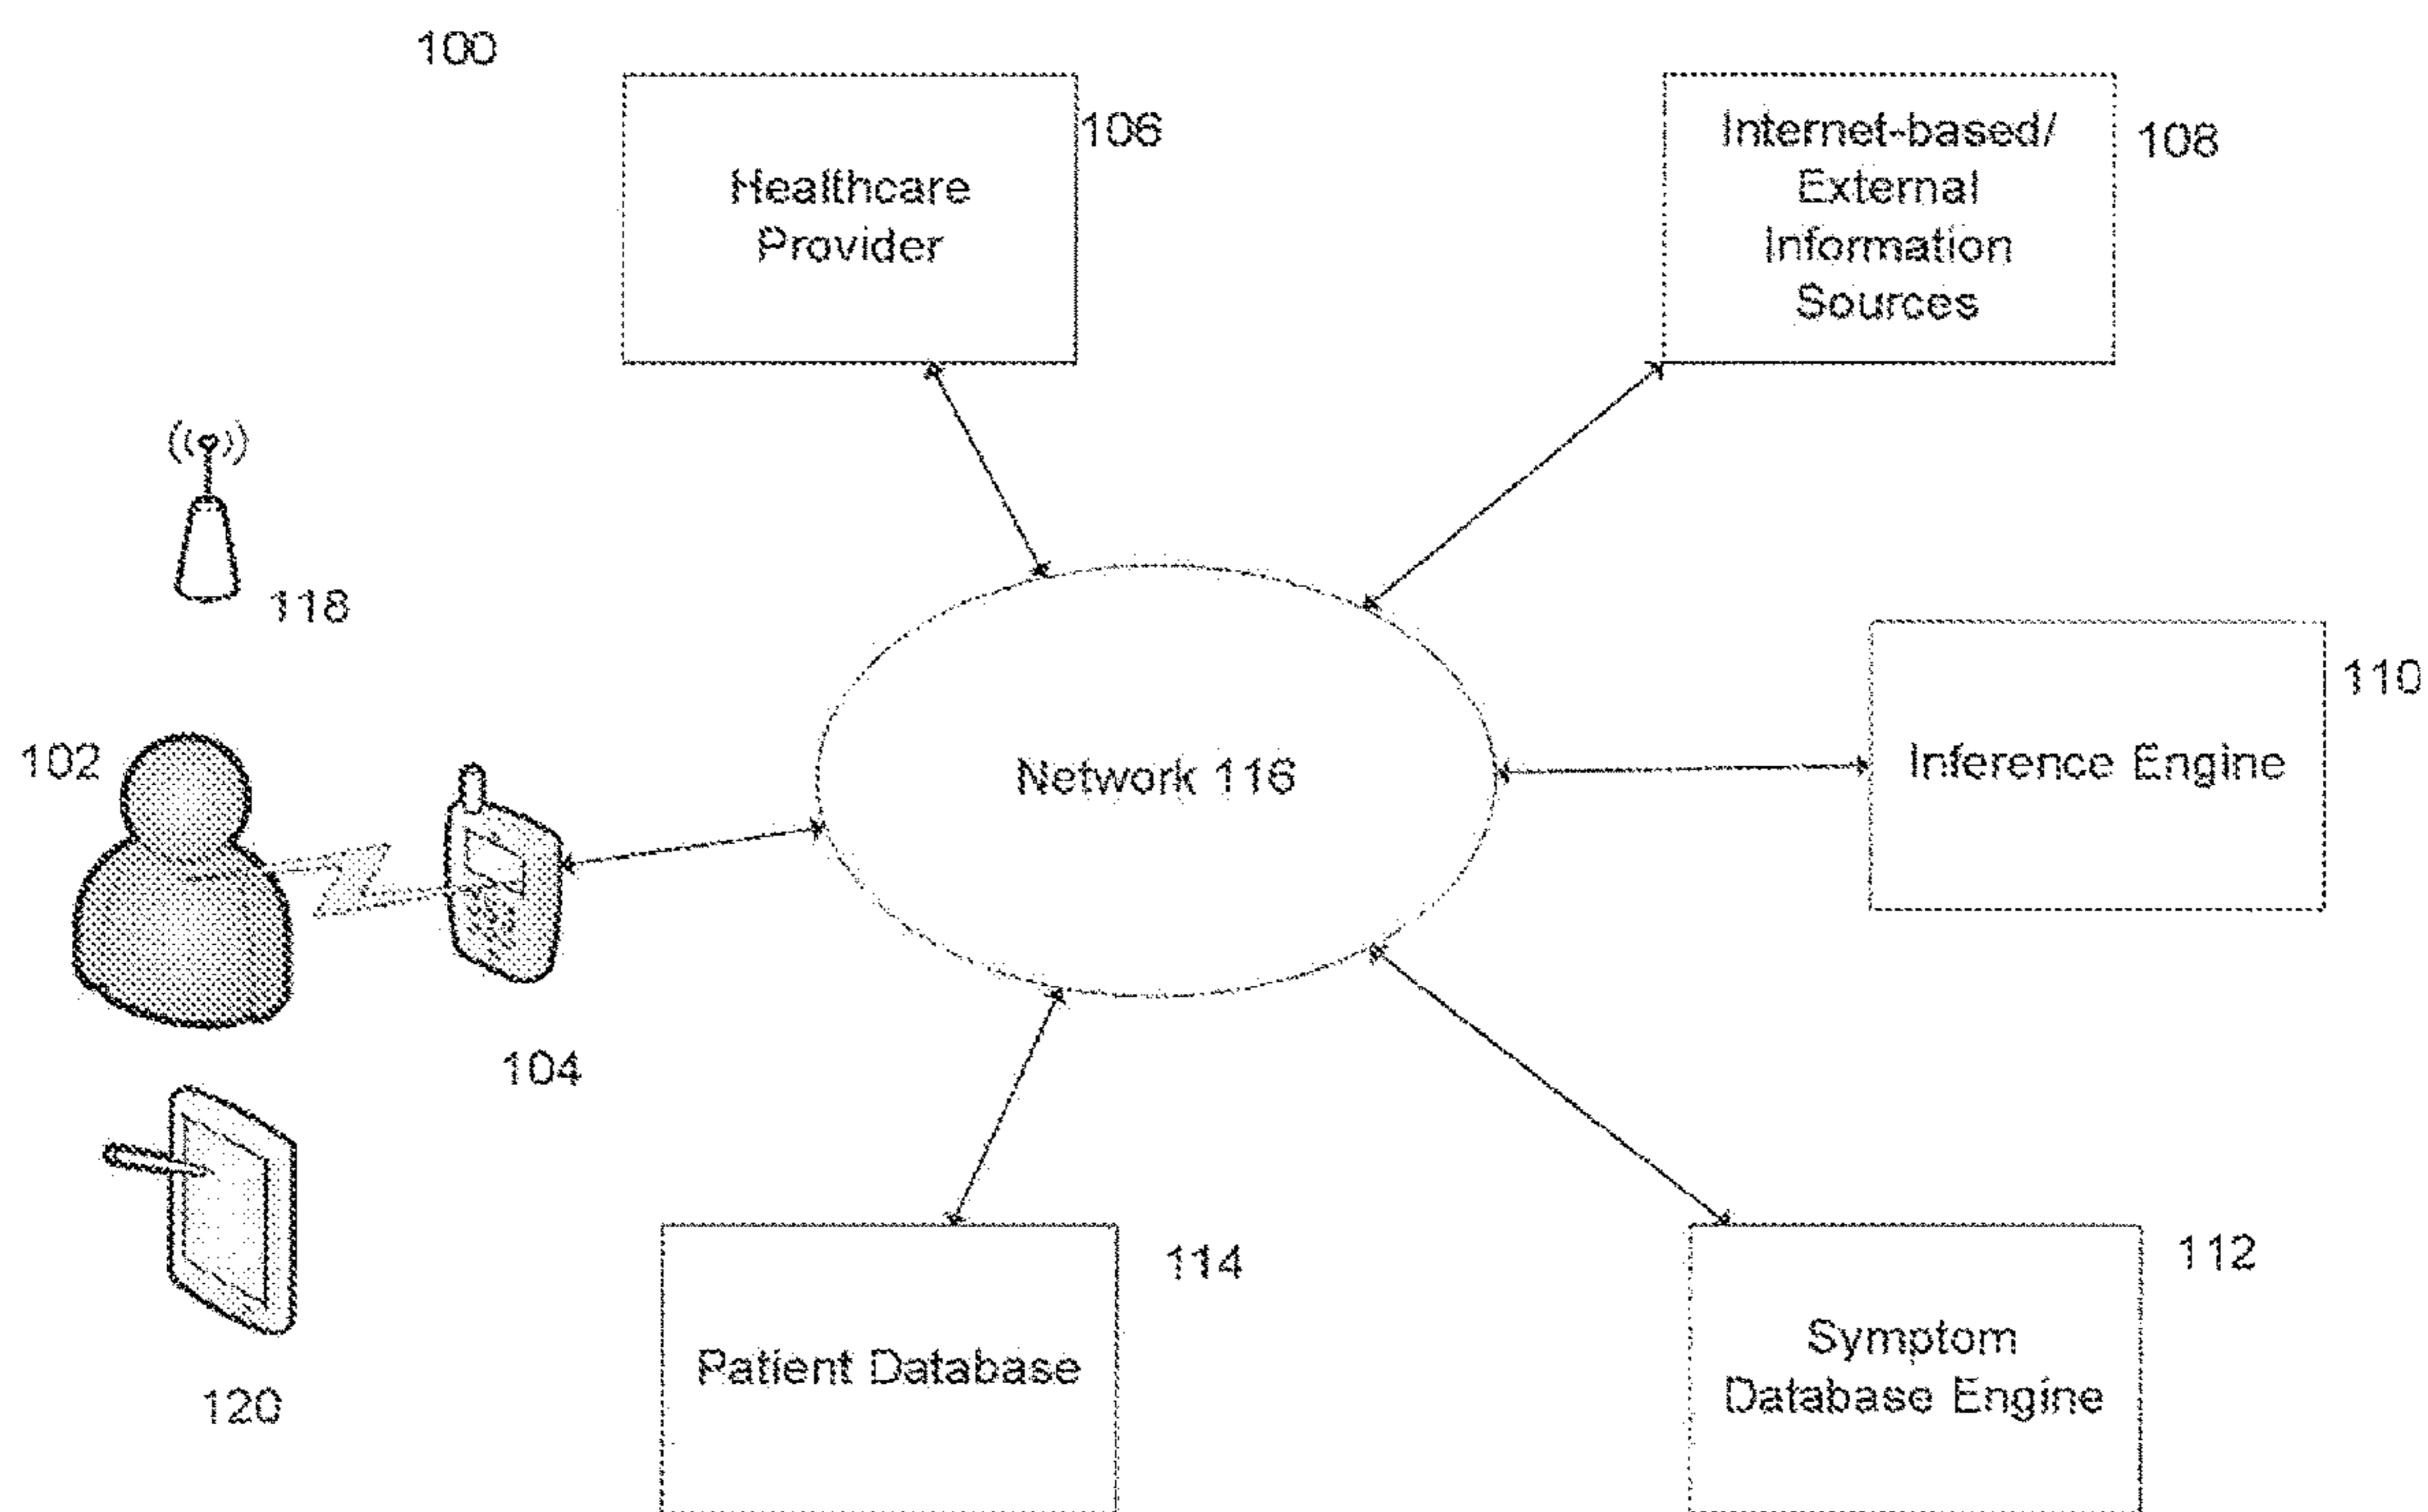 100
Healthcare
Provider
106
Internet-based/
External
Information
Sources
108
118
Inference Engine
110
102
Network 116
104
Patient Database
114
Symptom
Database Engine
112
120